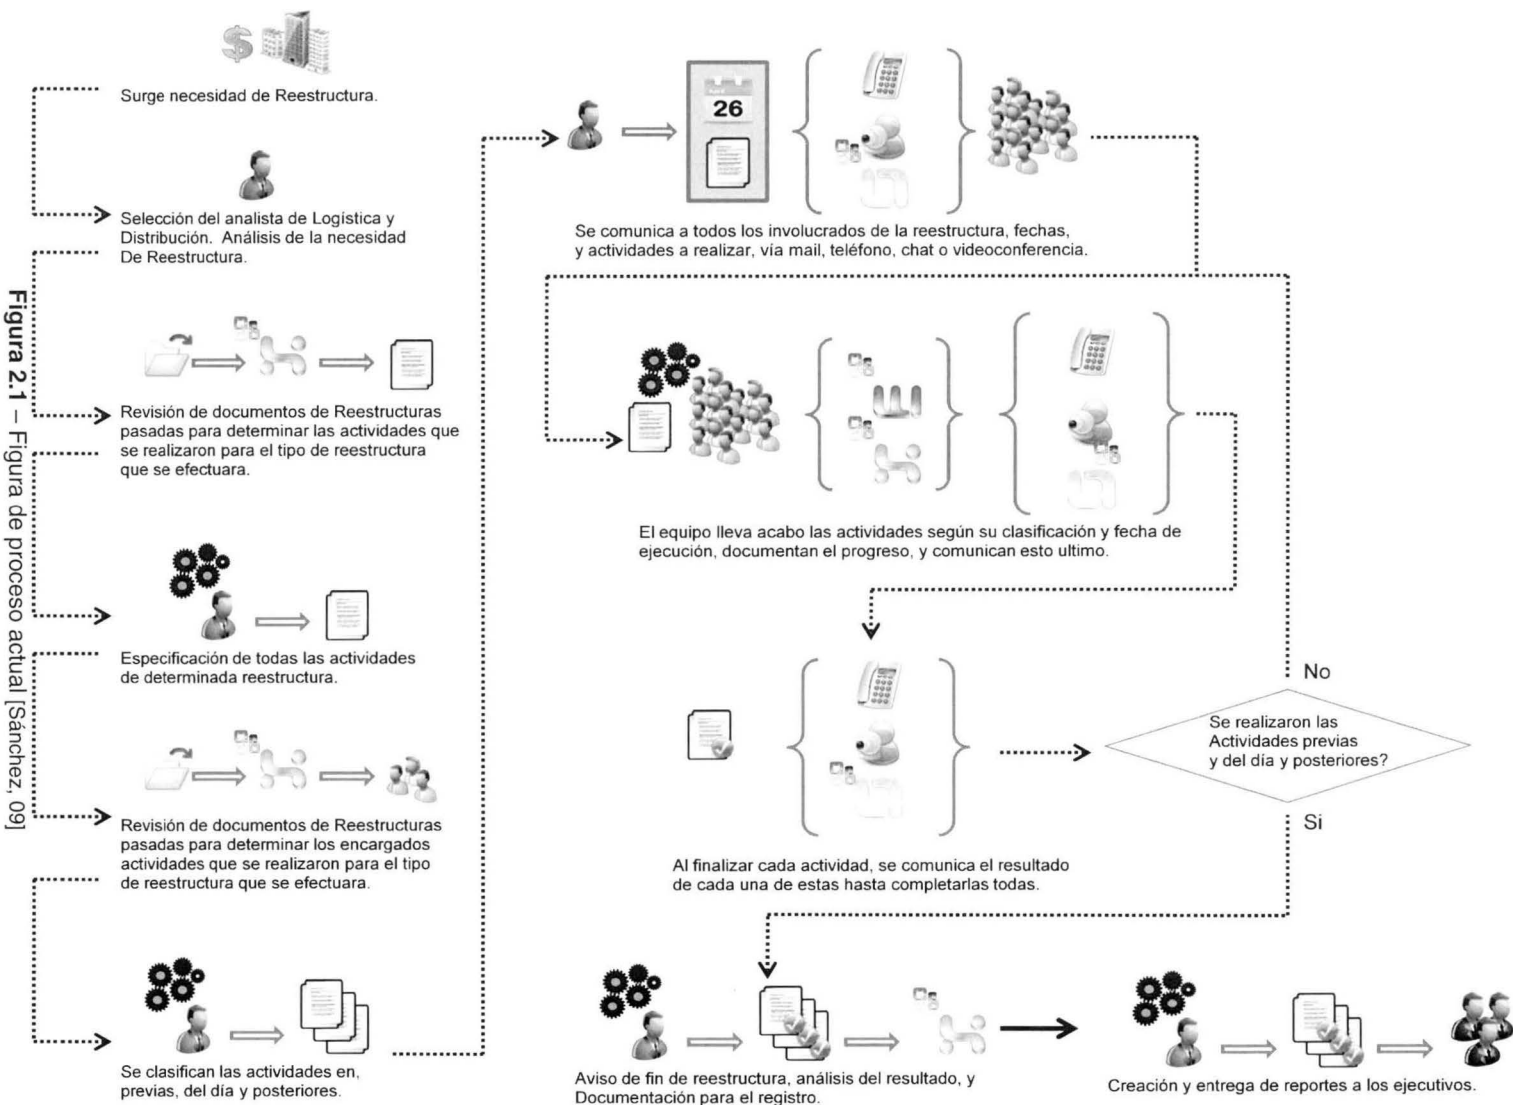 Surge necesidad de Reestructura.
Selección del analista de Logística y
Distribución. Análisis de la necesidad
De Reestructura.
Revisión de documentos de Reestructuras
pasadas para determinar las actividades que
se realizaron para el tipo de reestructura
que se efectuara.
Especificación de todas las actividades
de determinada reestructura.
Revisión de documentos de Reestructuras
pasadas para determinar los encargados
actividades que se realizaron para el tipo
de reestructura que se efectuara.
Se clasifican las actividades en,
previas, del día y posteriores.
26
Se comunica a todos los involucrados de la reestructura, fechas,
y actividades a realizar, vía mail, teléfono, chat o videoconferencia.
El equipo lleva acabo las actividades según su clasificación y fecha de
ejecución, documentan el progreso, y comunican esto ultimo.
Al finalizar cada actividad, se comunica el resultado
de cada una de estas hasta completarlas todas.
No
Se realizaron las
Actividades previas
y del día y posteriores?
Si
Aviso de fin de reestructura, análisis del resultado, y
Documentación para el registro.
Creación y entrega de reportes a los ejecutivos.
Figura 2.1 – Figura de proceso actual [Sánchez, 09]